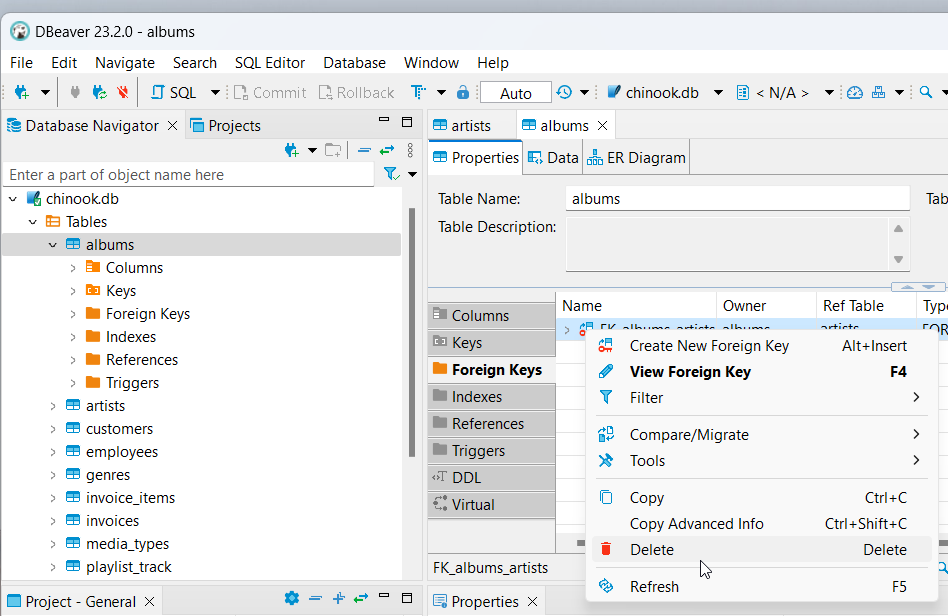 DBeaver 23.2.0 - albums
File Edit Navigate Search SQL Editor Database Window Help
SQL Commit Rollback Auto chinook.db < N/A >
Database Navigator Projects
artists albums
Properties Data ER Diagram
Enter a part of object name here
chinook.db
Tables
albums
Columns
Keys
Foreign Keys
Indexes
References
Triggers
artists
customers
employees
genres
invoice_items
invoices
media_types
playlist_track
Project - General
Table Name: albums Tab
Table Description:
Columns
Keys
Foreign Keys
Indexes
References
Triggers
DDL
Virtual
Name Owner Ref Table Type
FK_albums_artists albums artists FOR
Create New Foreign Key Alt+Insert
View Foreign Key F4
Filter
Compare/Migrate
Tools
Copy Ctrl+C
Copy Advanced Info Ctrl+Shift+C
Delete Delete
Refresh F5
FK_albums_artists
Properties